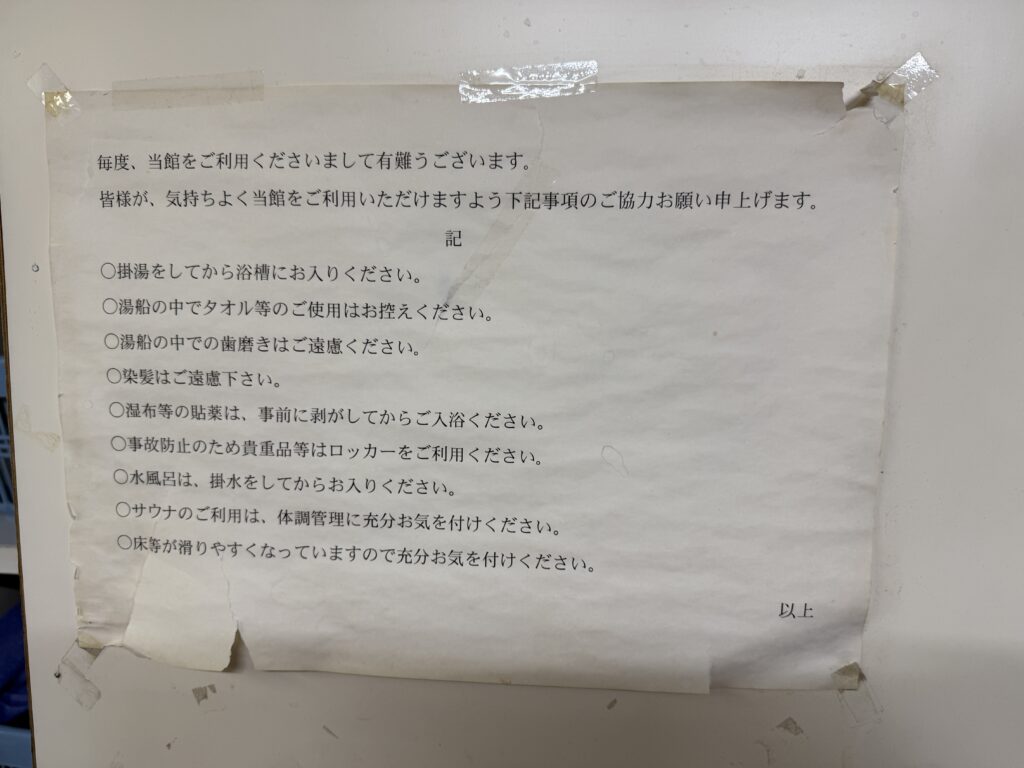 毎度、当館をご利用くださいまして有難うございます。
皆様が、気持ちよく当館をご利用いただけますよう下記事項のご協力お願い申上げます。
記
○掛湯をしてから浴槽にお入りください。
○湯船の中でタオル等のご使用はお控えください。
○湯船の中での歯磨きはご遠慮ください。
○染髪はご遠慮下さい。
○湿布等の貼薬は、事前に剥がしてからご入浴ください。
○事故防止のため貴重品等はロッカーをご利用ください。
○水風呂は、掛水をしてからお入りください。
○サウナのご利用は、体調管理に充分お気を付けください。
○床等が滑りやすくなっていますので充分お気を付けください。
以上